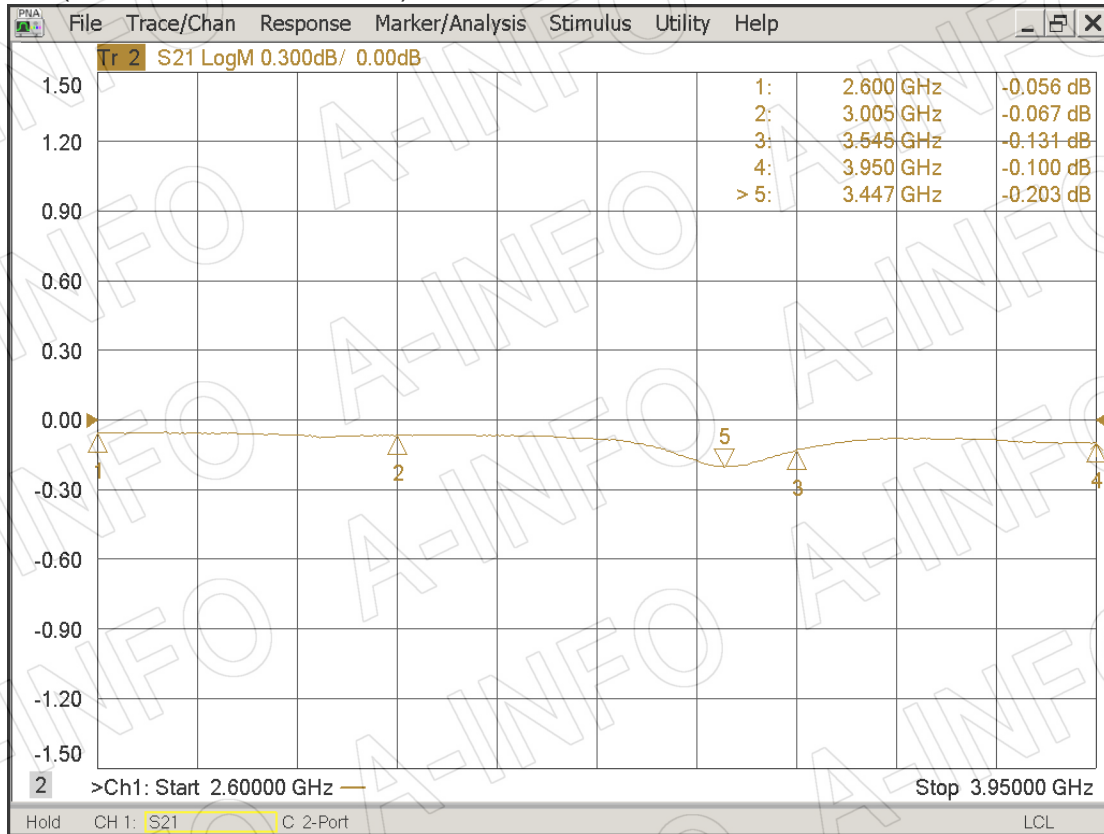 PNA
File Trace/Chan Response Marker/Analysis Stimulus Utility Help
Tr 2 S21 LogM 0.300dB/ 0.00dB
1.50
1.20
0.90
0.60
0.30
0.00
-0.30
-0.60
-0.90
-1.20
-1.50
1: 2.600 GHz -0.056 dB
2: 3.005 GHz -0.067 dB
3: 3.545 GHz -0.131 dB
4: 3.950 GHz -0.100 dB
> 5: 3.447 GHz -0.203 dB
1
2
5
3
4
2 >Ch1: Start 2.60000 GHz Stop 3.95000 GHz
Hold CH 1: S21 C 2-Port LCL
A-INFO